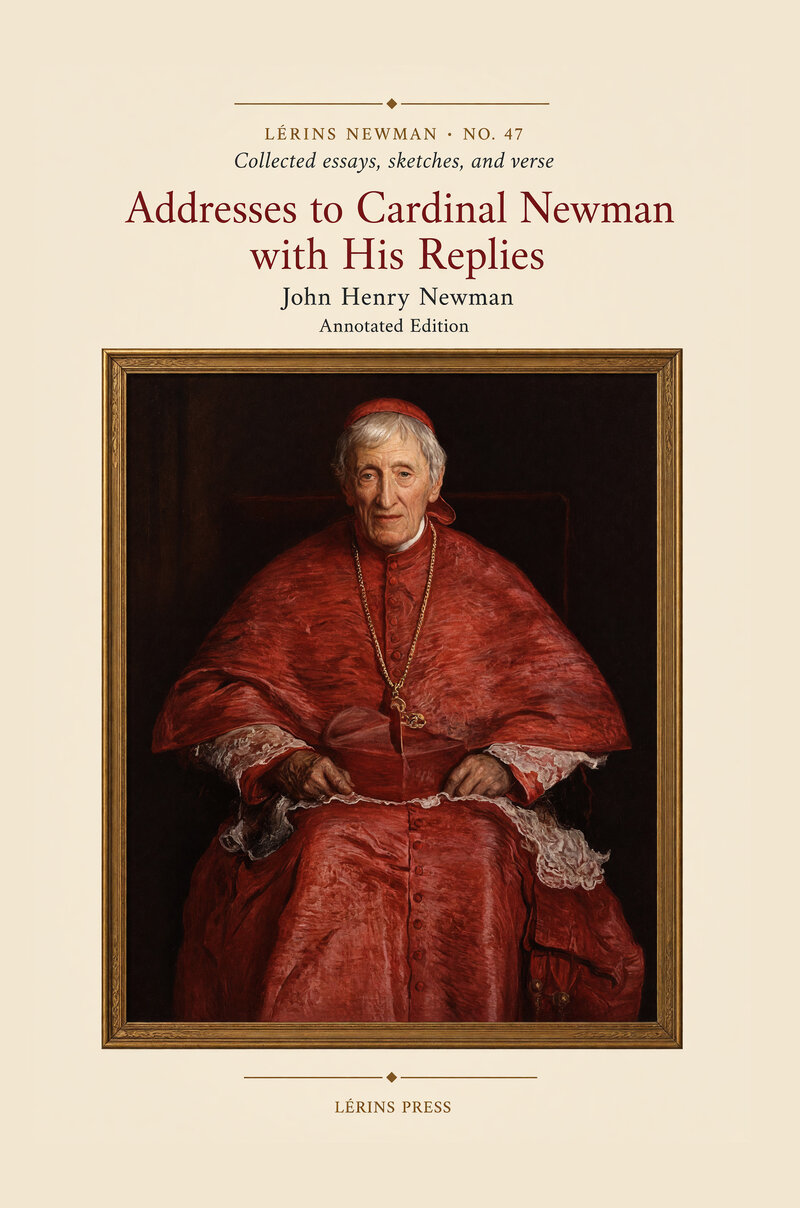 LÉRINS NEWMAN • NO. 47
Collected essays, sketches, and verse
Addresses to Cardinal Newman
with His Replies
John Henry Newman
Annotated Edition
LÉRINS PRESS